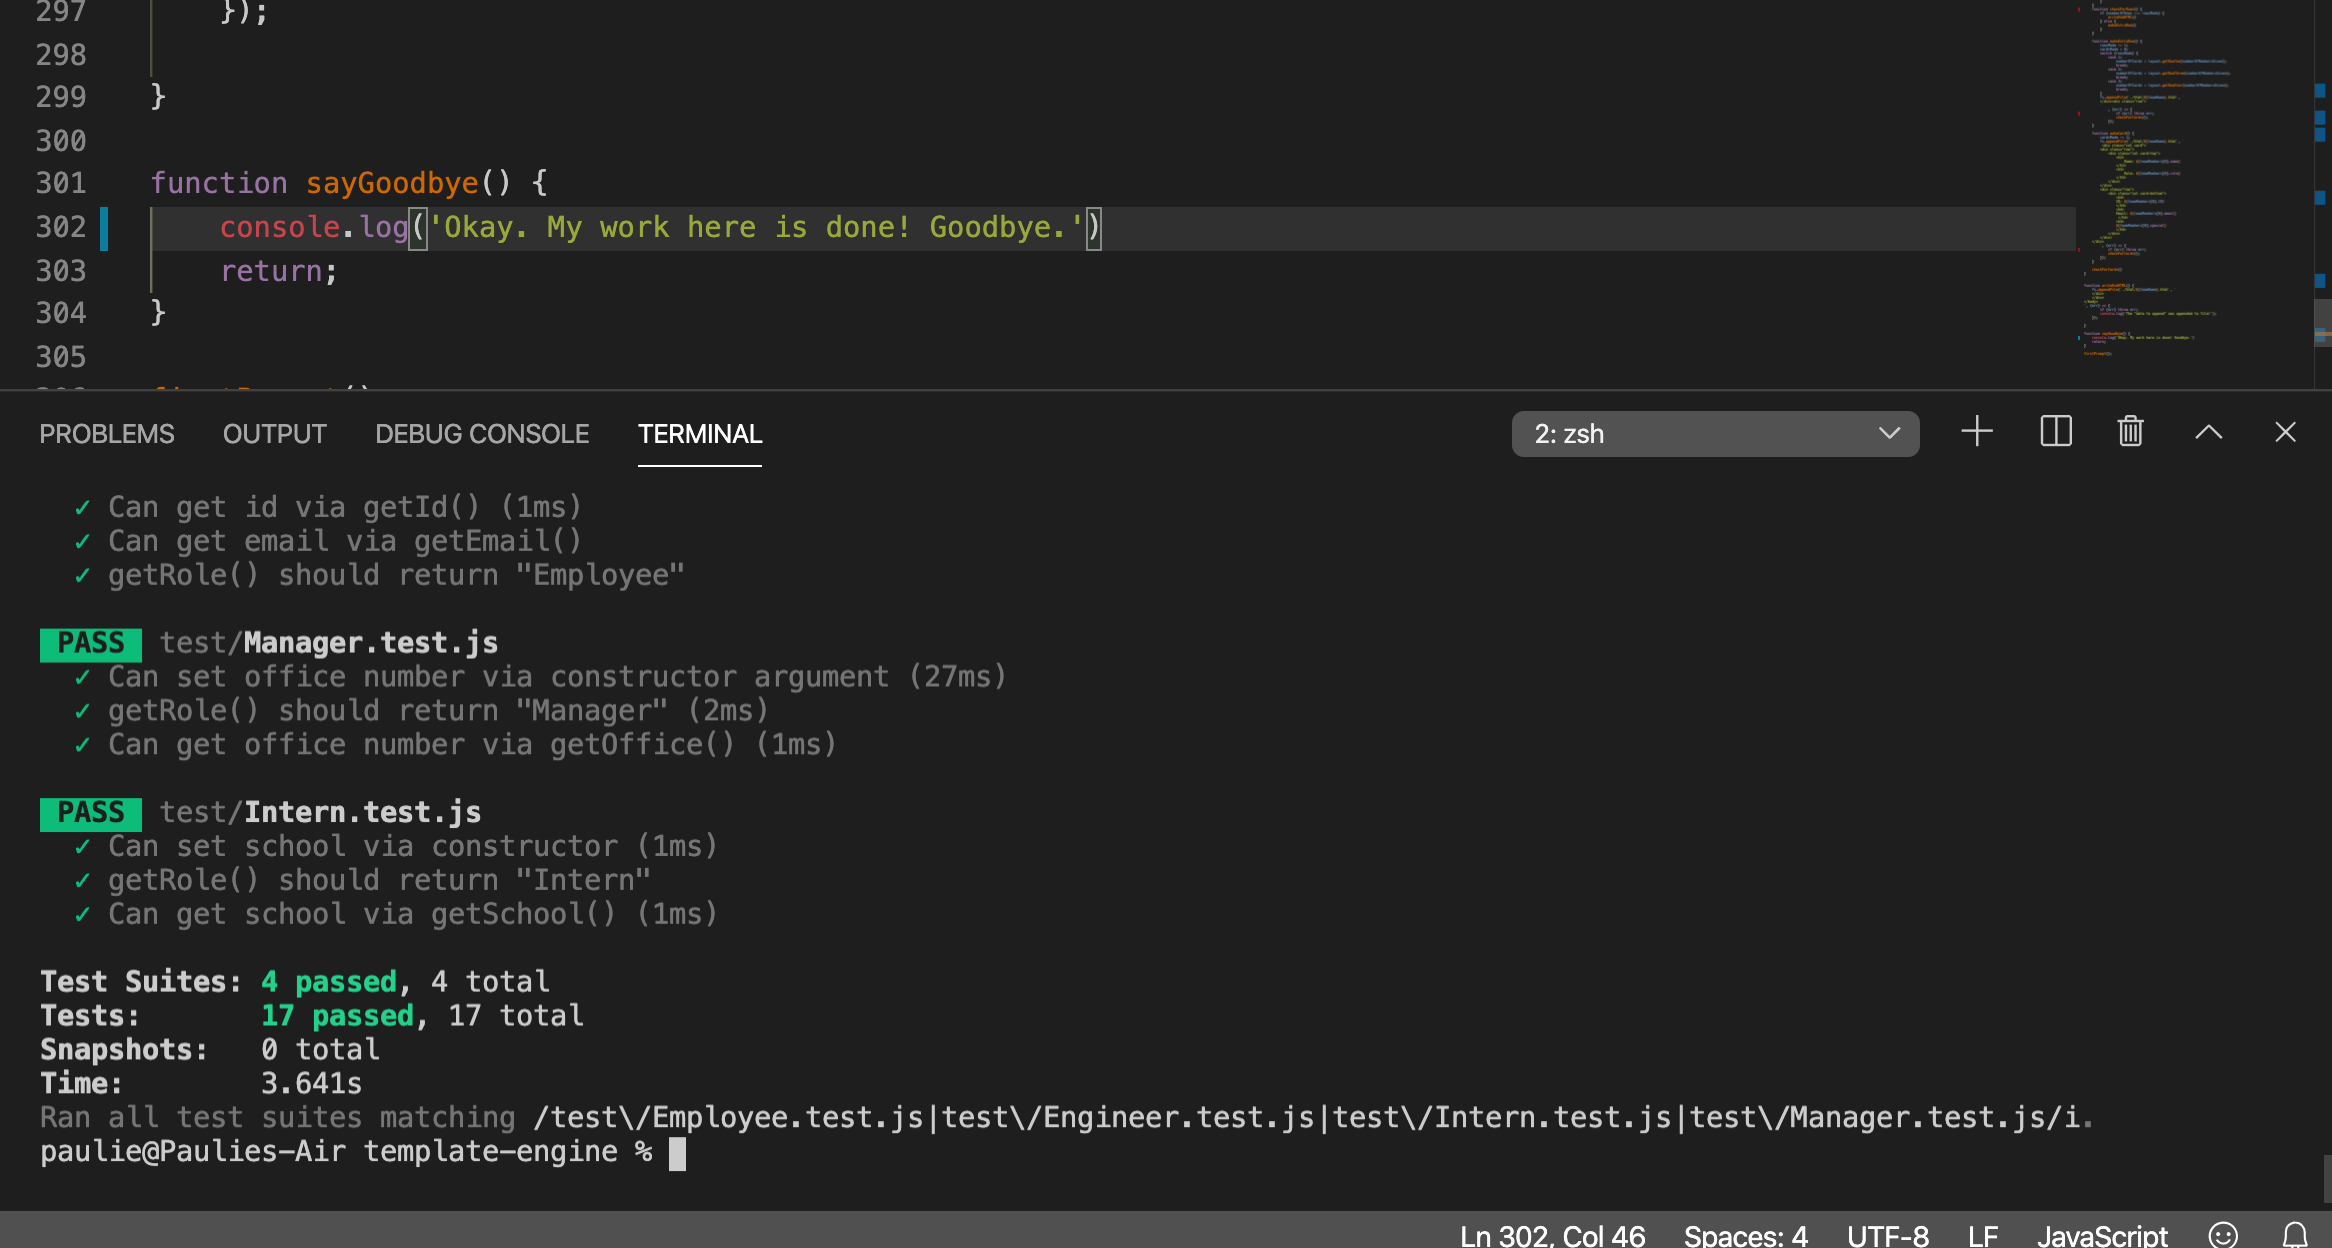 297 });
298
299 }
300
301 function sayGoodbye() {
302 console.log('Okay. My work here is done! Goodbye.')
303 return;
304 }
305
PROBLEMS OUTPUT DEBUG CONSOLE TERMINAL 2: zsh
✓ Can get id via getId() (1ms)
✓ Can get email via getEmail()
✓ getRole() should return "Employee"
PASS test/Manager.test.js
✓ Can set office number via constructor argument (27ms)
✓ getRole() should return "Manager" (2ms)
✓ Can get office number via getOffice() (1ms)
PASS test/Intern.test.js
✓ Can set school via constructor (1ms)
✓ getRole() should return "Intern"
✓ Can get school via getSchool() (1ms)
Test Suites: 4 passed, 4 total
Tests: 17 passed, 17 total
Snapshots: 0 total
Time: 3.641s
Ran all test suites matching /test\/Employee.test.js|test\/Engineer.test.js|test\/Intern.test.js|test\/Manager.test.js/i.
paulie@Paulies-Air template-engine %
Ln 302, Col 46 Spaces: 4 UTF-8 LF JavaScript